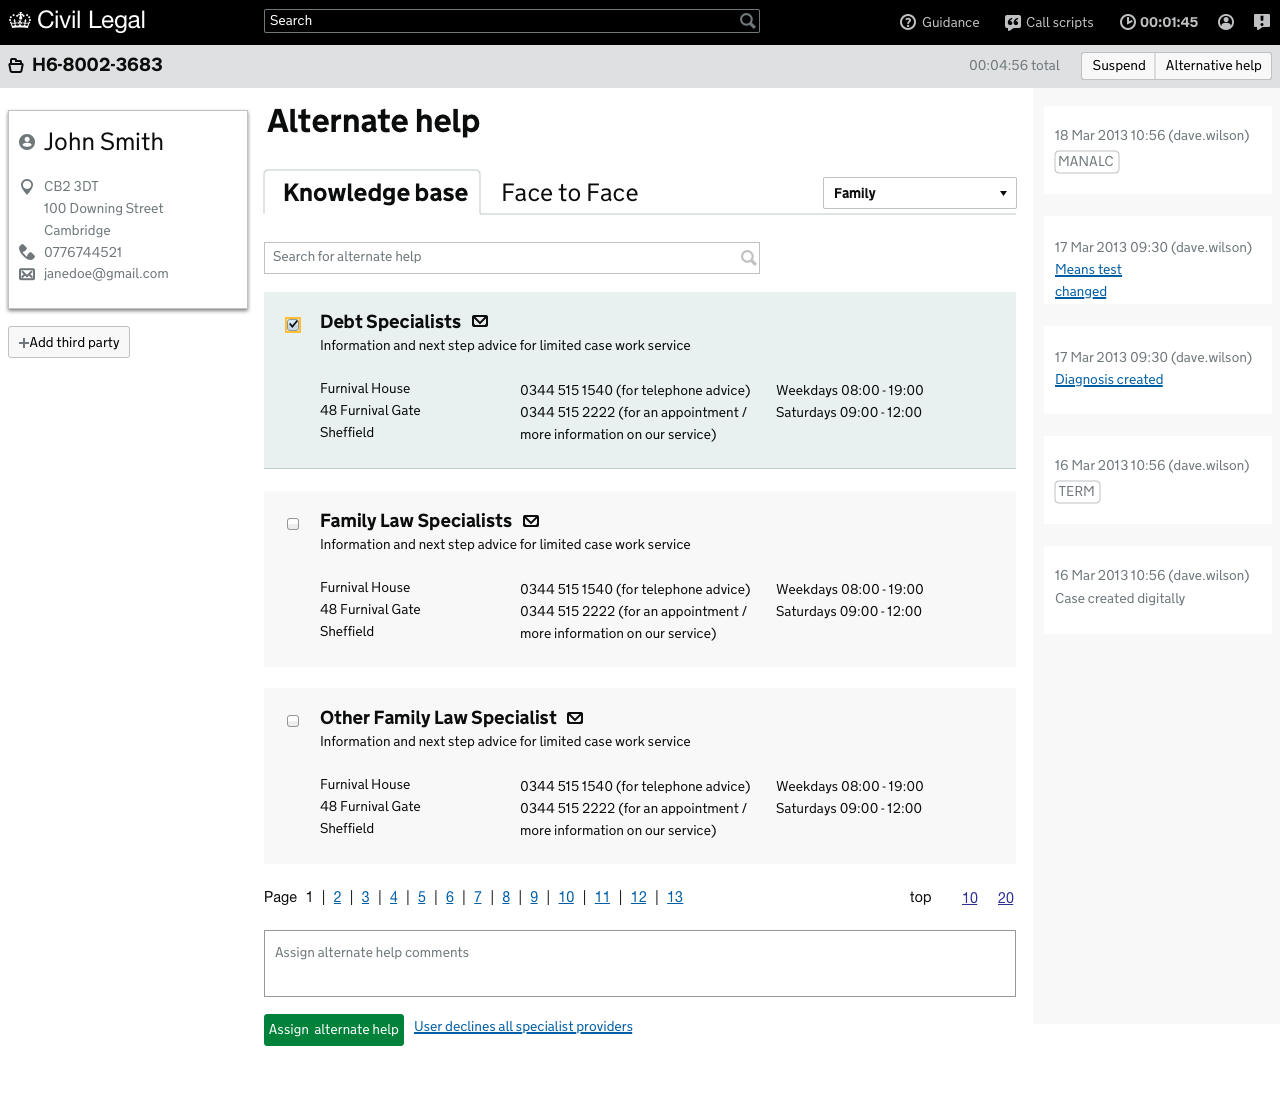 Civil Legal
Search
Guidance
Call scripts
00:01:45
H6-8002-3683
00:04:56 total
Suspend
Alternative help
John Smith
CB2 3DT
100 Downing Street
Cambridge
0776744521
janedoe@gmail.com
+Add third party
Alternate help
Knowledge base
Face to Face
Family
Search for alternate help
Debt Specialists
Information and next step advice for limited case work service
Furnival House
48 Furnival Gate
Sheffield
0344 515 1540 (for telephone advice)
0344 515 2222 (for an appointment /
more information on our service)
Weekdays 08:00 - 19:00
Saturdays 09:00 - 12:00
Family Law Specialists
Information and next step advice for limited case work service
Furnival House
48 Furnival Gate
Sheffield
0344 515 1540 (for telephone advice)
0344 515 2222 (for an appointment /
more information on our service)
Weekdays 08:00 - 19:00
Saturdays 09:00 - 12:00
Other Family Law Specialist
Information and next step advice for limited case work service
Furnival House
48 Furnival Gate
Sheffield
0344 515 1540 (for telephone advice)
0344 515 2222 (for an appointment /
more information on our service)
Weekdays 08:00 - 19:00
Saturdays 09:00 - 12:00
Page 1 | 2 | 3 | 4 | 5 | 6 | 7 | 8 | 9 | 10 | 11 | 12 | 13
top 10 20
Assign alternate help comments
Assign alternate help
User declines all specialist providers
18 Mar 2013 10:56 (dave.wilson)
MANALC
17 Mar 2013 09:30 (dave.wilson)
Means test
changed
17 Mar 2013 09:30 (dave.wilson)
Diagnosis created
16 Mar 2013 10:56 (dave.wilson)
TERM
16 Mar 2013 10:56 (dave.wilson)
Case created digitally